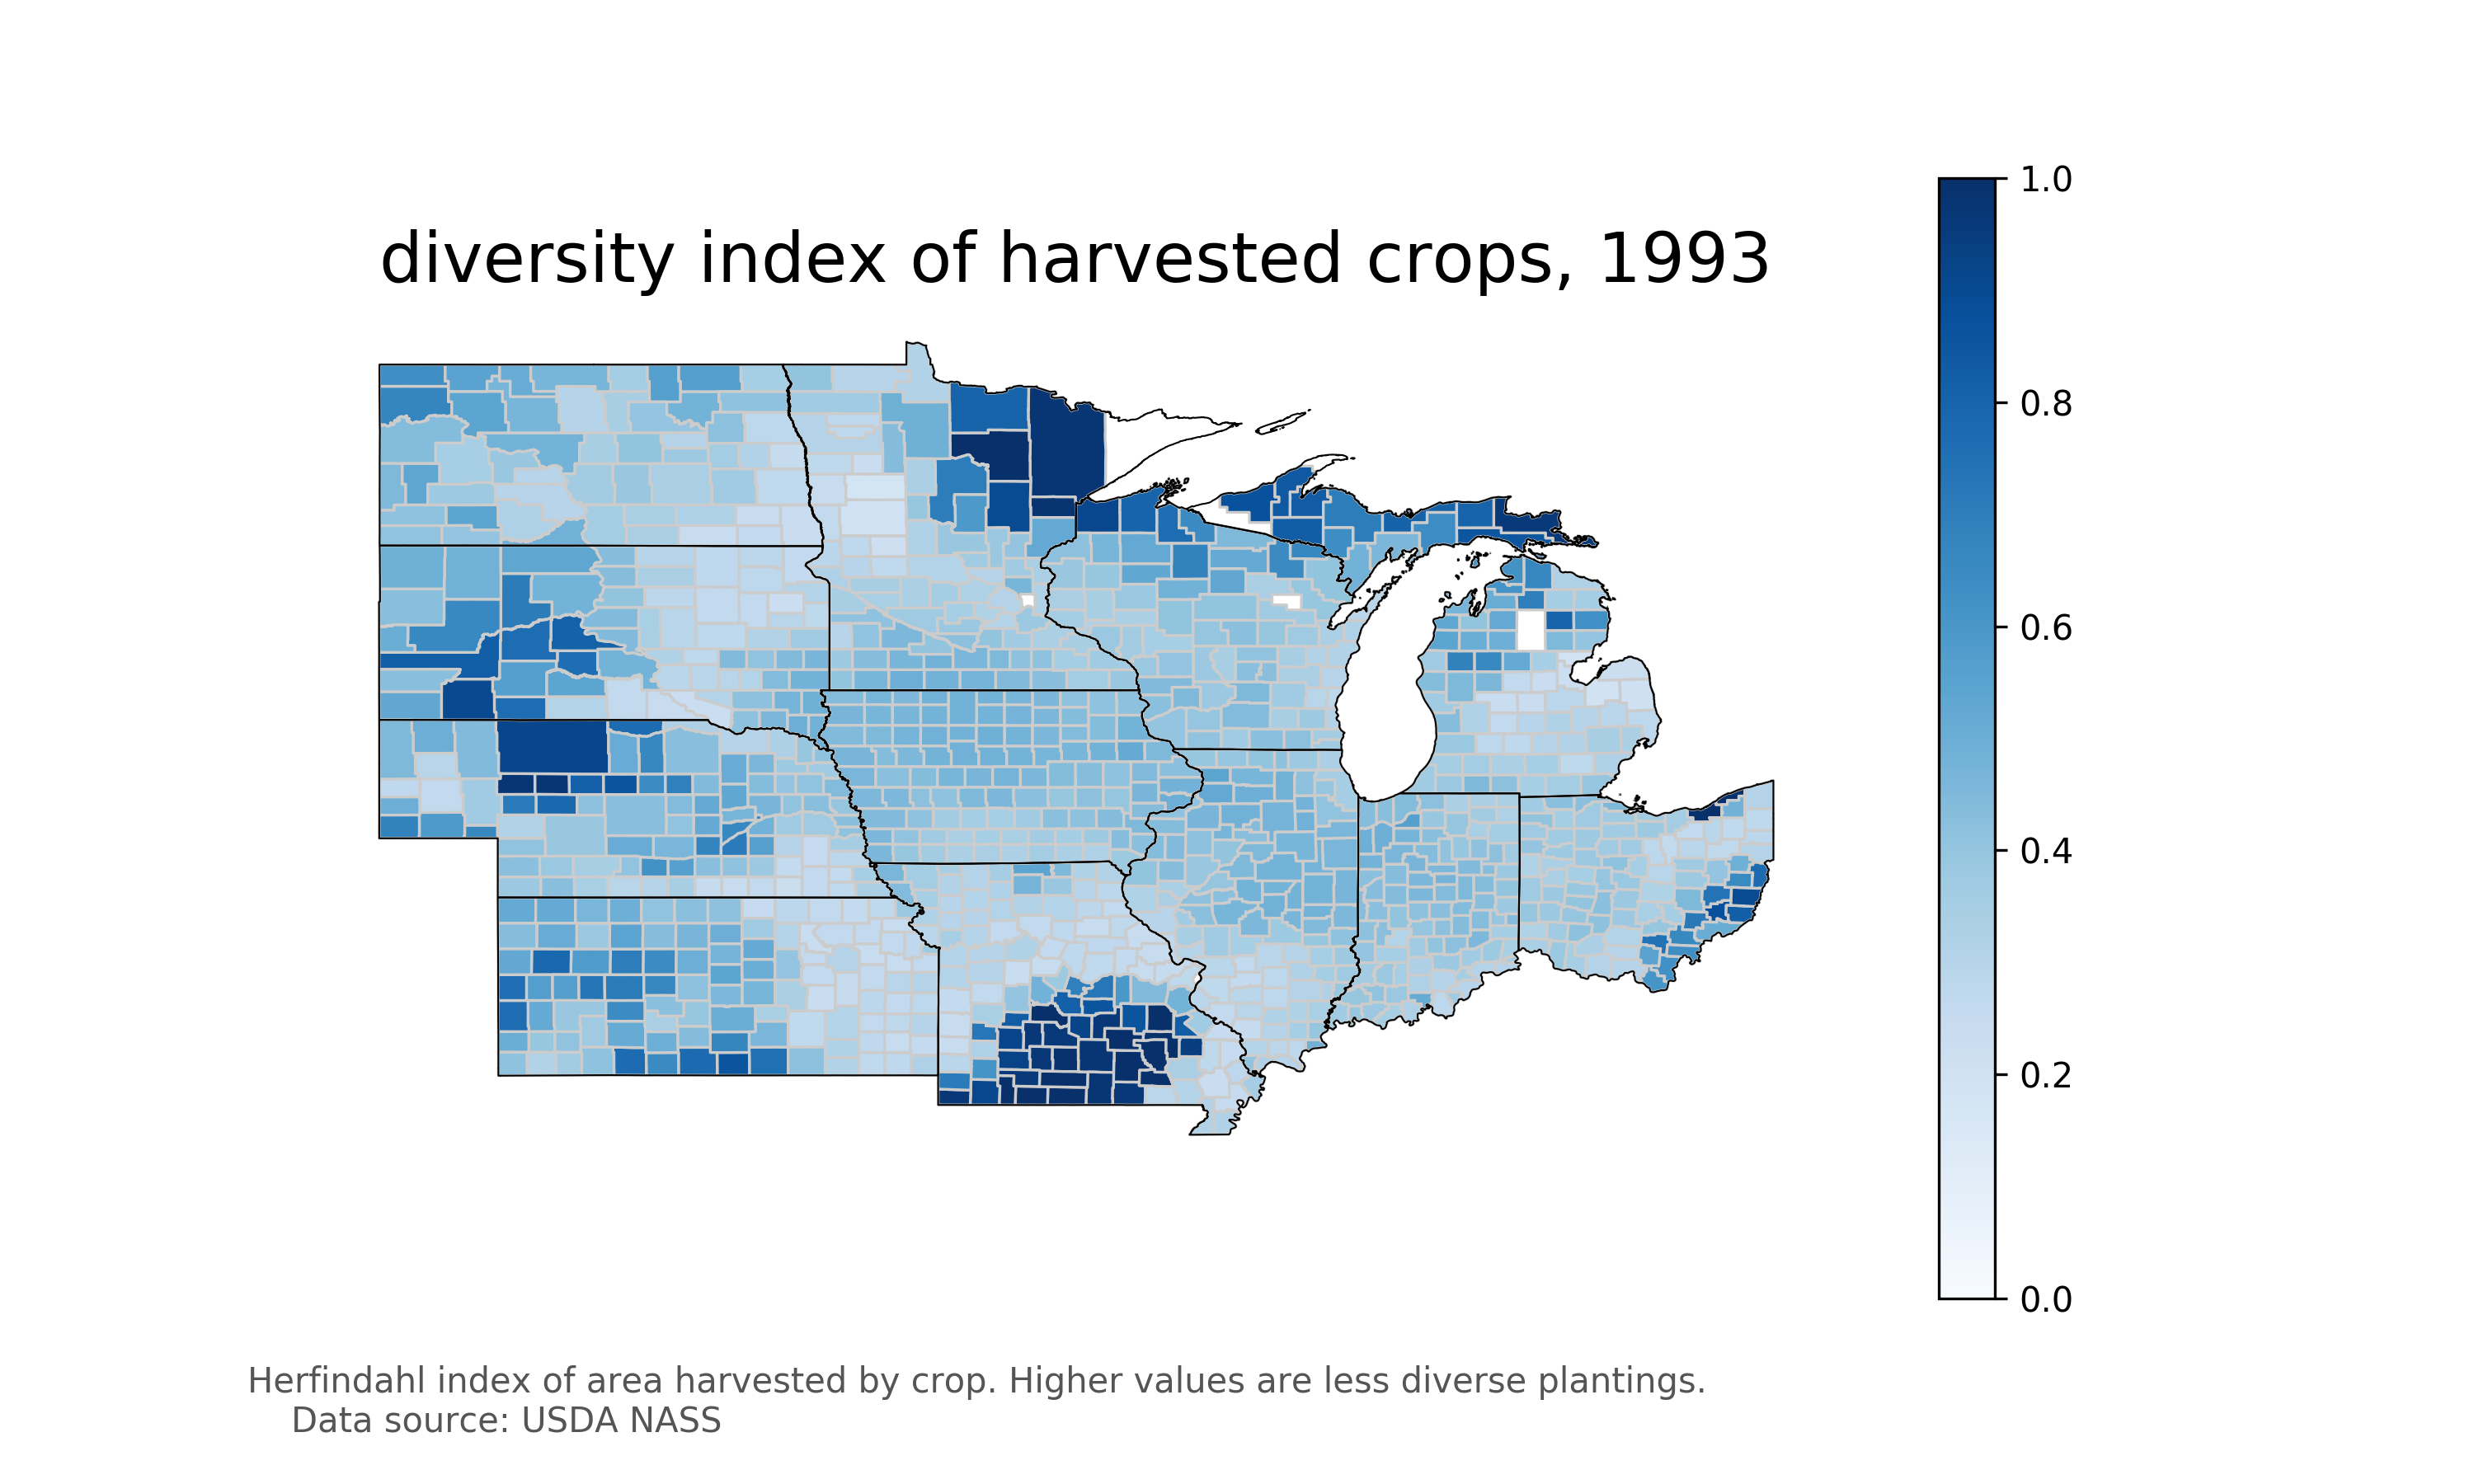 diversity index of harvested crops, 1993
1.0
0.8
0.6
0.4
0.2
0.0
Herfindahl index of area harvested by crop. Higher values are less diverse plantings.
Data source: USDA NASS